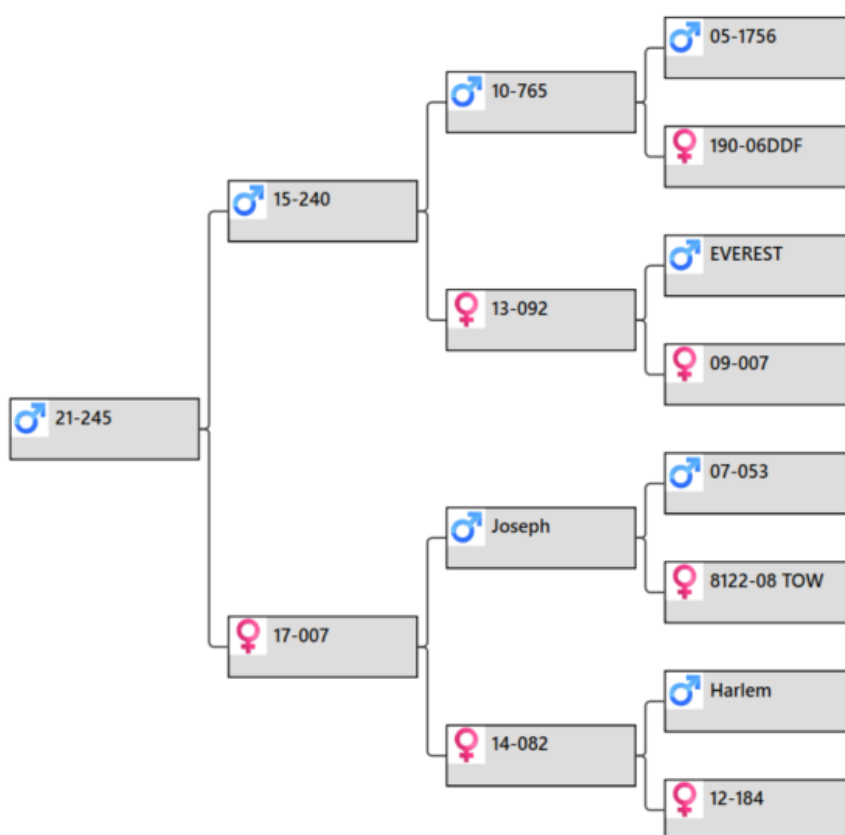 05-1756
10-765
190-06DDF
15-240
EVEREST
13-092
09-007
21-245
07-053
Joseph
8122-08 TOW
17-007
Harlem
14-082
12-184